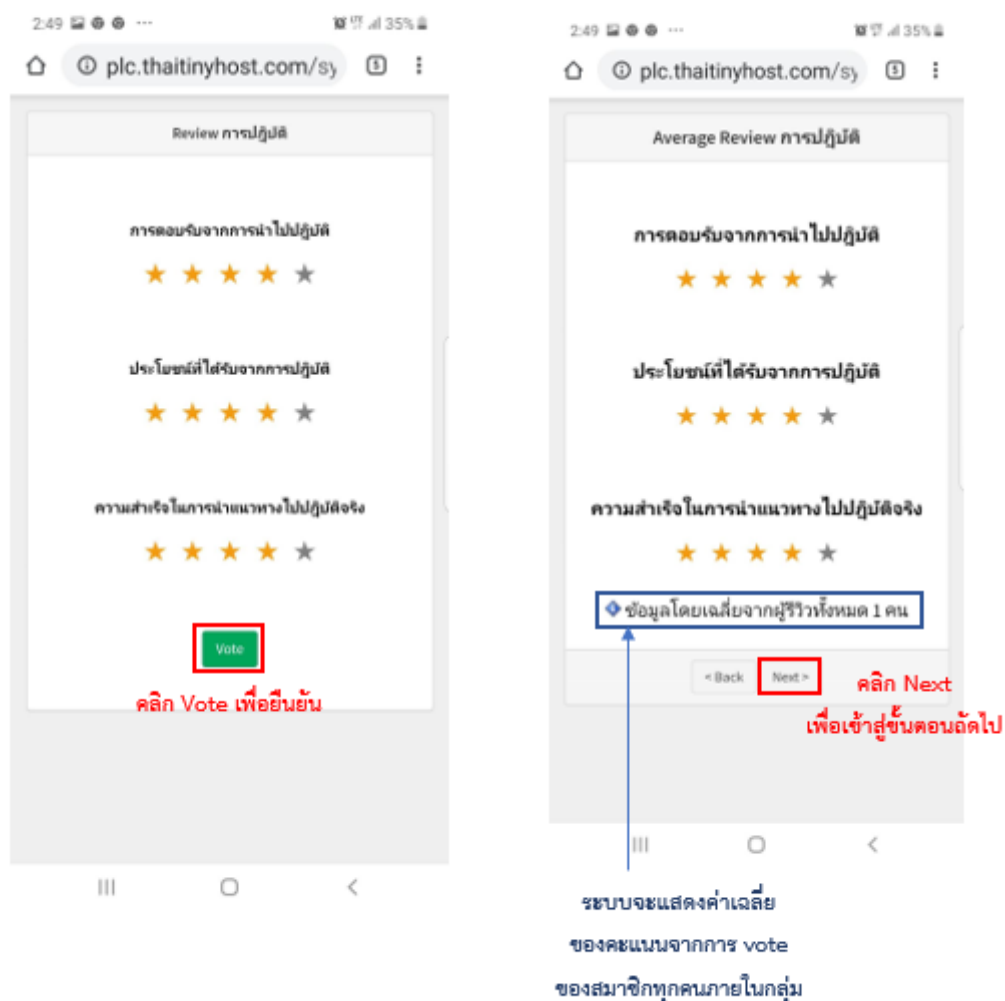 2:49
35%
plc.thaitinyhost.com/sy
5
Review การปฎิบัติ
การตอบรับจากการนำไปปฎิบัติ
ประโยชน์ที่ได้รับจากการปฎิบัติ
ความสำเร็จในการนำแนวทางไปปฎิบัติจริง
Vote
คลิก Vote เพื่อยืนยัน
2:49
35%
plc.thaitinyhost.com/sy
5
Average Review การปฎิบัติ
การตอบรับจากการนำไปปฎิบัติ
ประโยชน์ที่ได้รับจากการปฎิบัติ
ความสำเร็จในการนำแนวทางไปปฎิบัติจริง
ข้อมูลโดยเฉลี่ยจากผู้รีวิวทั้งหมด 1 คน
< Back Next >
คลิก Next
เพื่อเข้าสู่ขั้นตอนถัดไป
ระบบจะแสดงค่าเฉลี่ย
ของคะแนนจากการ vote
ของสมาชิกทุกคนภายในกลุ่ม